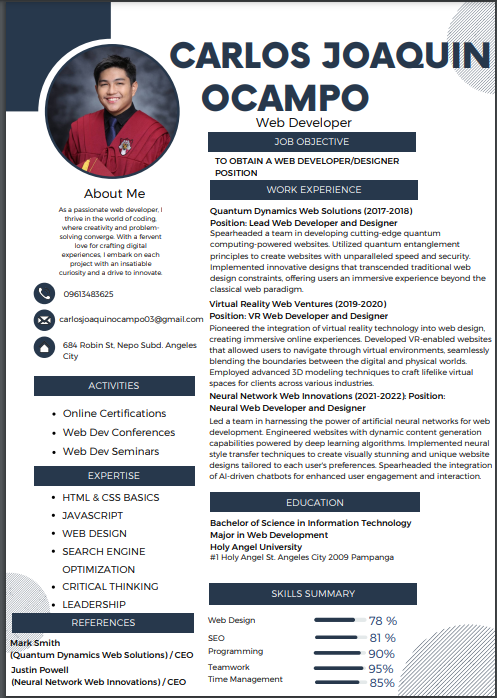 CARLOS JOAQUIN
OCAMPO
Web Developer
About Me
As a passionate web developer, I
thrive in the world of coding,
where creativity and problem-
solving converge. With a fervent
love for crafting digital
experiences, I embark on each
project with an insatiable
curiosity and a drive to innovate.
09613483625
carlosjoaquinocampo03@gmail.com
684 Robin St, Nepo Subd. Angeles
City
ACTIVITIES
• Online Certifications
• Web Dev Conferences
• Web Dev Seminars
EXPERTISE
• HTML & CSS BASICS
• JAVASCRIPT
• WEB DESIGN
• SEARCH ENGINE
OPTIMIZATION
• CRITICAL THINKING
• LEADERSHIP
REFERENCES
Mark Smith
(Quantum Dynamics Web Solutions) / CEO
Justin Powell
(Neural Network Web Innovations) / CEO
JOB OBJECTIVE
TO OBTAIN A WEB DEVELOPER/DESIGNER
POSITION
WORK EXPERIENCE
Quantum Dynamics Web Solutions (2017-2018)
Position: Lead Web Developer and Designer
Spearheaded a team in developing cutting-edge quantum
computing-powered websites. Utilized quantum entanglement
principles to create websites with unparalleled speed and security.
Implemented innovative designs that transcended traditional web
design constraints, offering users an immersive experience beyond the
classical web paradigm.
Virtual Reality Web Ventures (2019-2020)
Position: VR Web Developer and Designer
Pioneered the integration of virtual reality technology into web design,
creating immersive online experiences. Developed VR-enabled websites
that allowed users to navigate through virtual environments, seamlessly
blending the boundaries between the digital and physical worlds.
Employed advanced 3D modeling techniques to craft lifelike virtual
spaces for clients across various industries.
Neural Network Web Innovations (2021-2022): Position:
Neural Web Developer and Designer
Led a team in harnessing the power of artificial neural networks for web
development. Engineered websites with dynamic content generation
capabilities powered by deep learning algorithms. Implemented neural
style transfer techniques to create visually stunning and unique website
designs tailored to each user's preferences. Spearheaded the integration
of AI-driven chatbots for enhanced user engagement and interaction.
EDUCATION
Bachelor of Science in Information Technology
Major in Web Development
Holy Angel University
#1 Holy Angel St. Angeles City 2009 Pampanga
SKILLS SUMMARY
Web Design 78 %
SEO 81 %
Programming 90%
Teamwork 95%
Time Management 85%